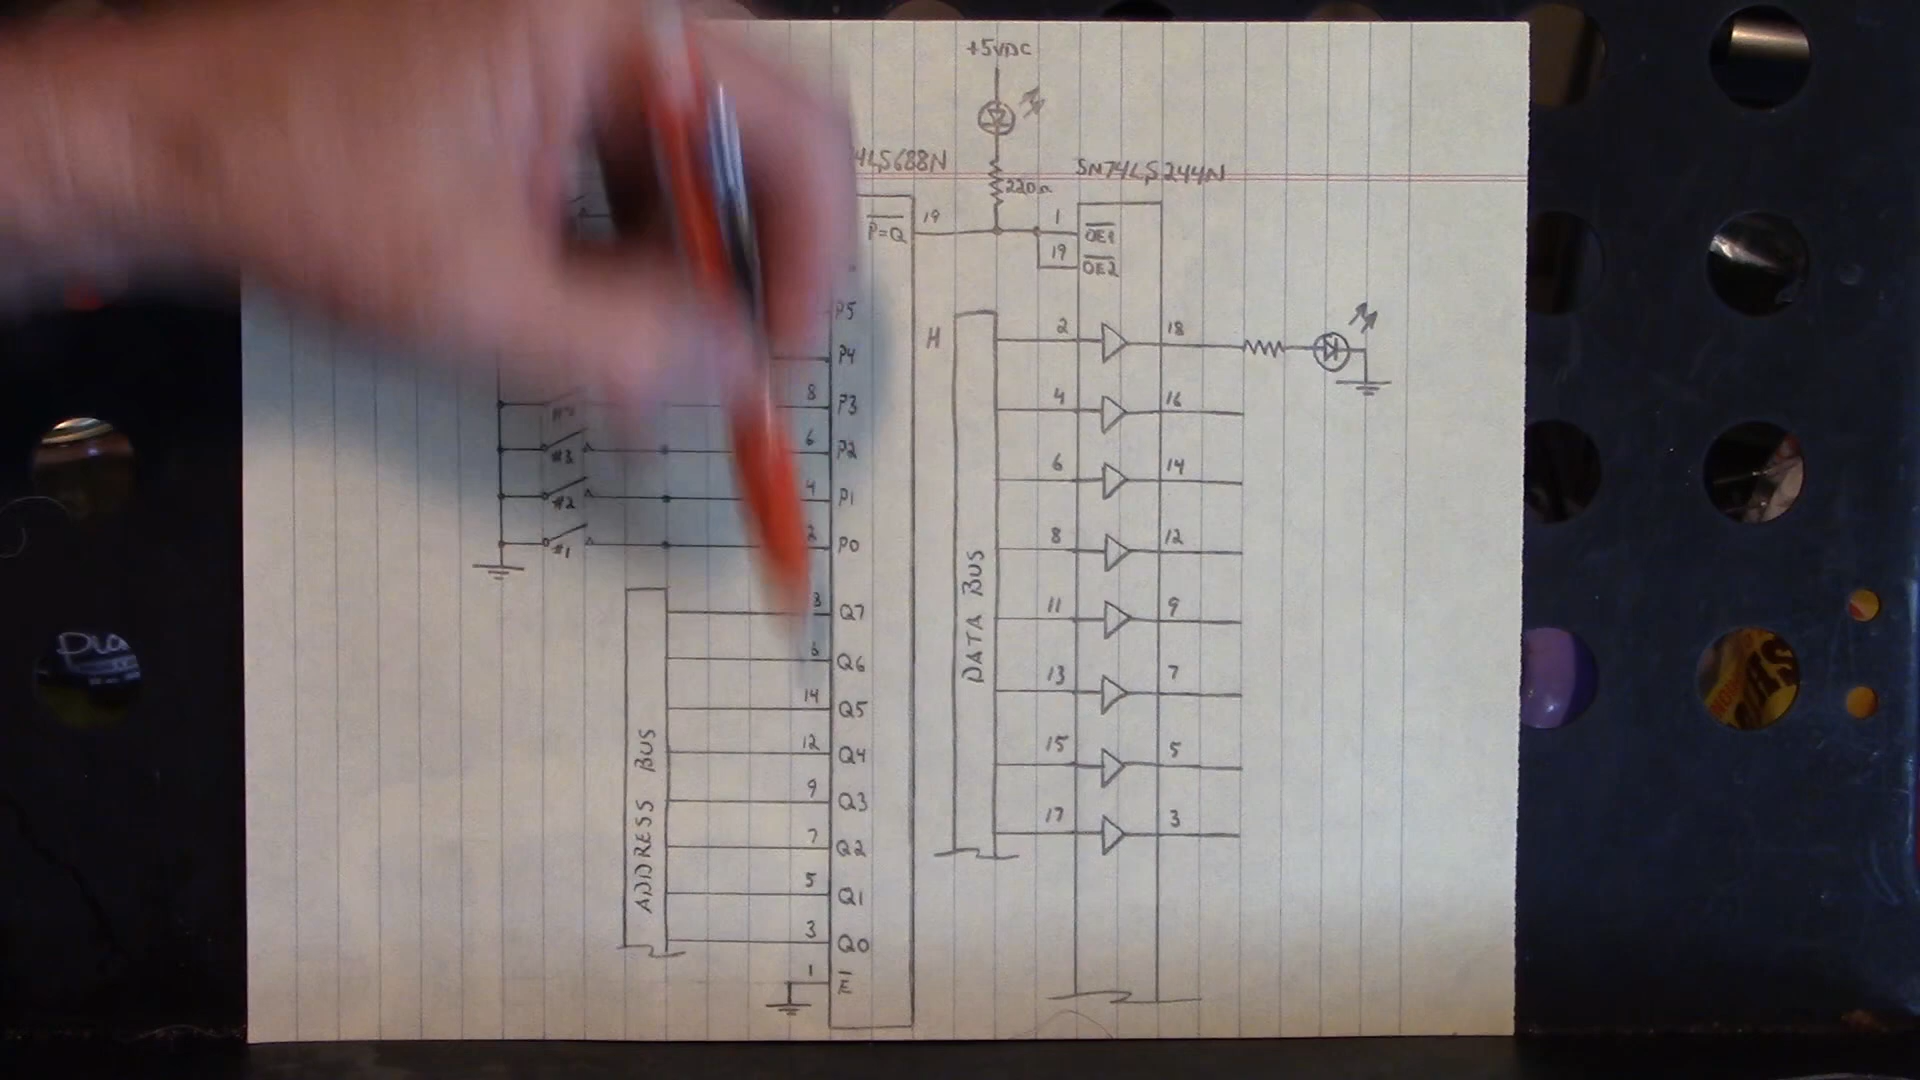 +5VDC
4LS688N
SN74LS244N
220Ω
19
P=Q
1
OE1
19
OE2
P5
P4
8
P3
6
P2
#3
4
P1
#2
2
P0
#1
H
2
18
4
16
6
14
8
12
11
9
13
7
15
5
17
3
DATA BUS
ADDRESS BUS
Q7
6
Q6
14
Q5
12
Q4
9
Q3
7
Q2
5
Q1
3
Q0
1
E